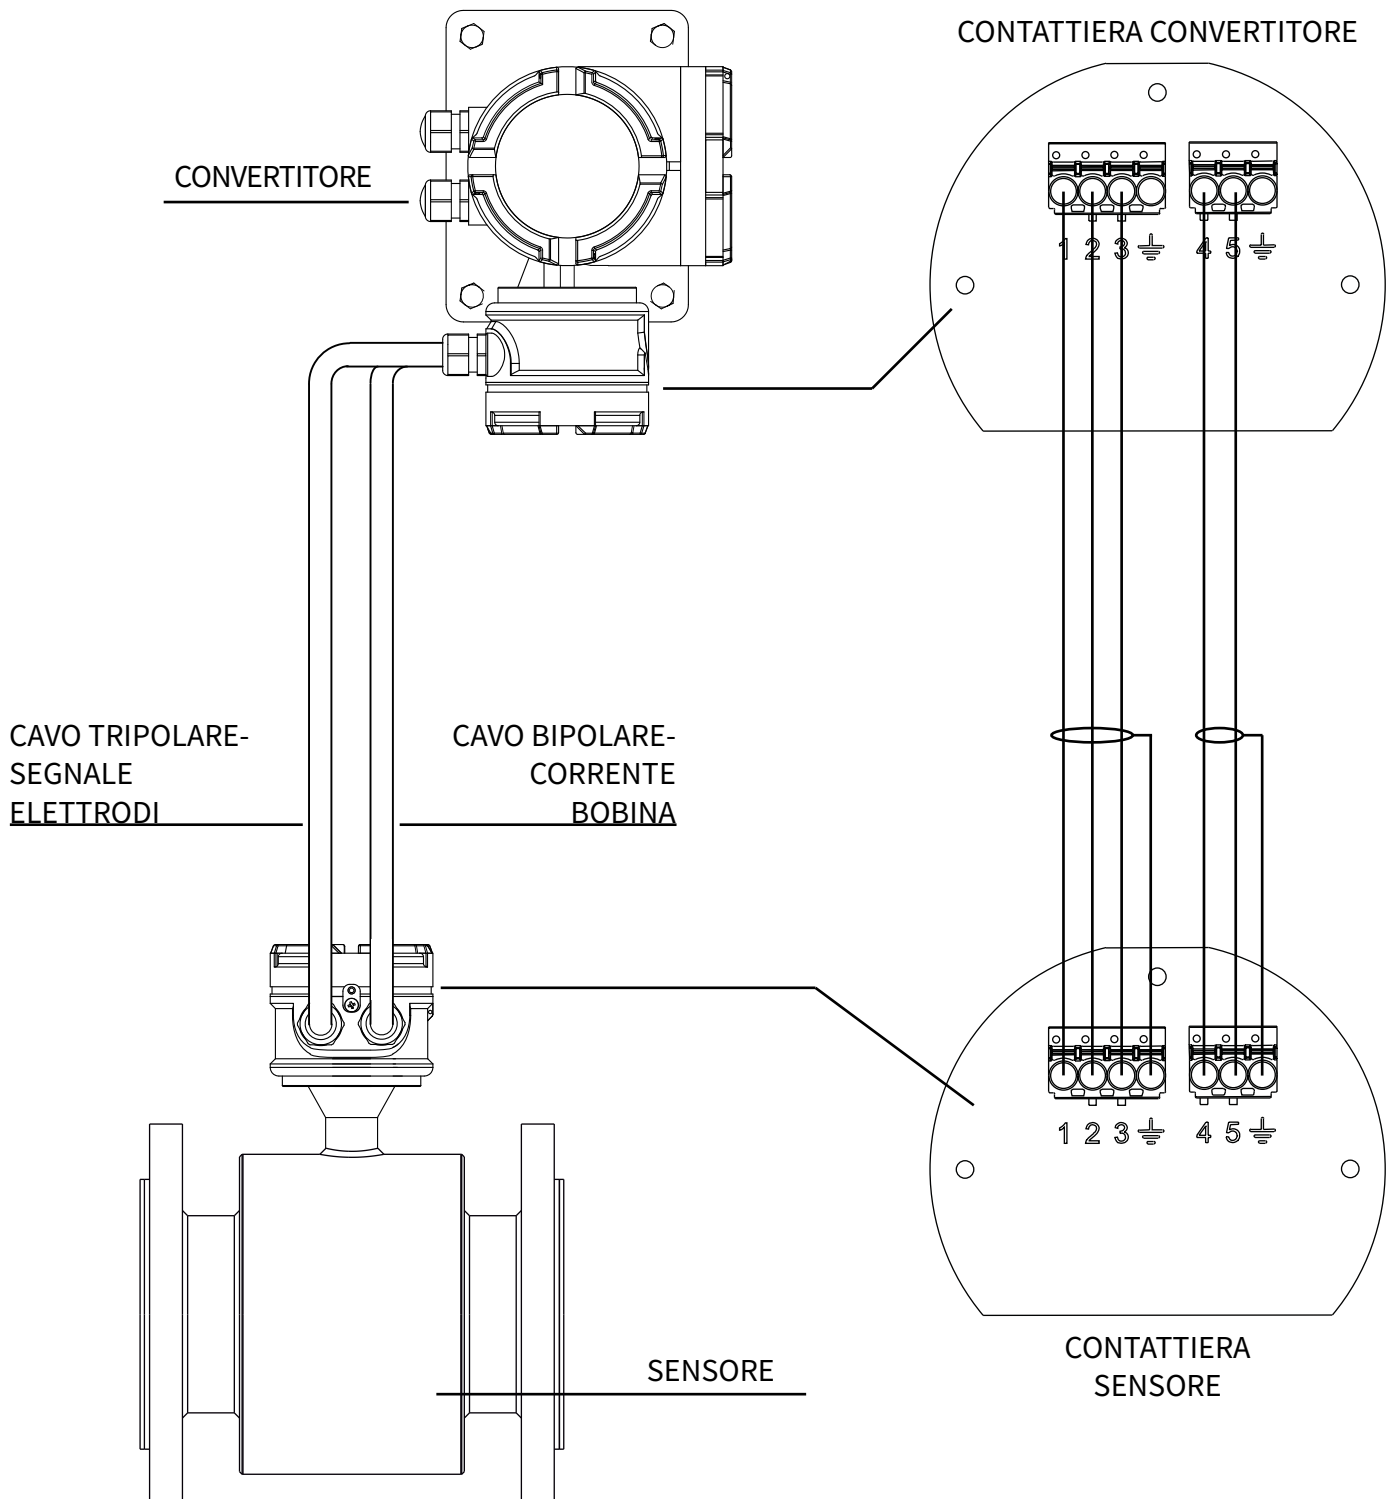 CONTATTIERA CONVERTITORE
CONVERTITORE
1 2 3 4 5
CAVO TRIPOLARE-
SEGNALE
ELETTRODI
CAVO BIPOLARE-
CORRENTE
BOBINA
1 2 3 4 5
CONTATTIERA
SENSORE
SENSORE